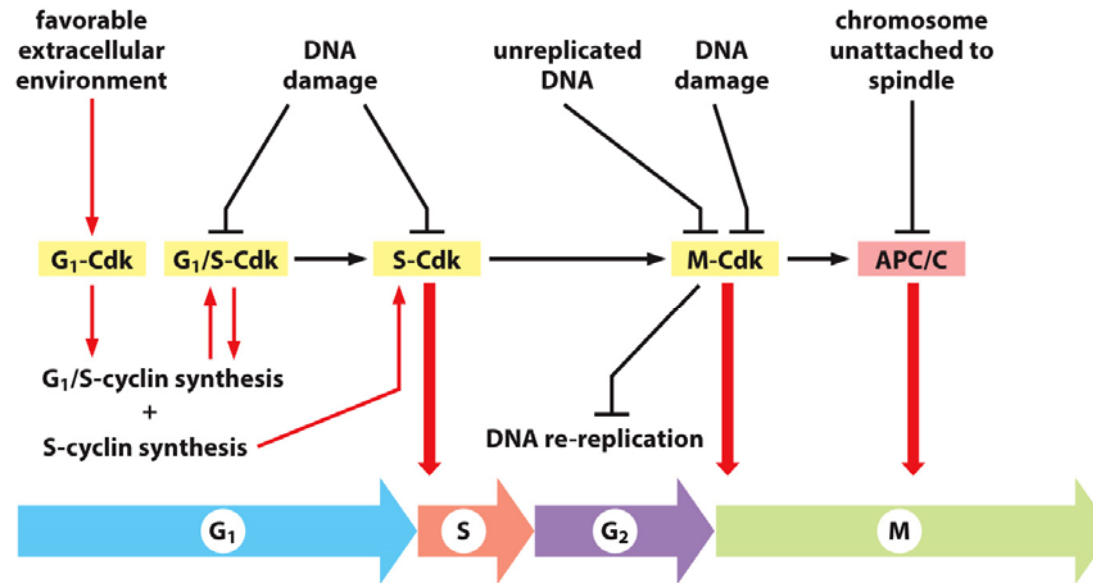 favorable
extracellular
environment
DNA
damage
unreplicated
DNA
DNA
damage
chromosome
unattached to
spindle
G₁-Cdk
G₁/S-Cdk
S-Cdk
M-Cdk
APC/C
G₁/S-cyclin synthesis
+
S-cyclin synthesis
DNA re-replication
G₁
S
G₂
M